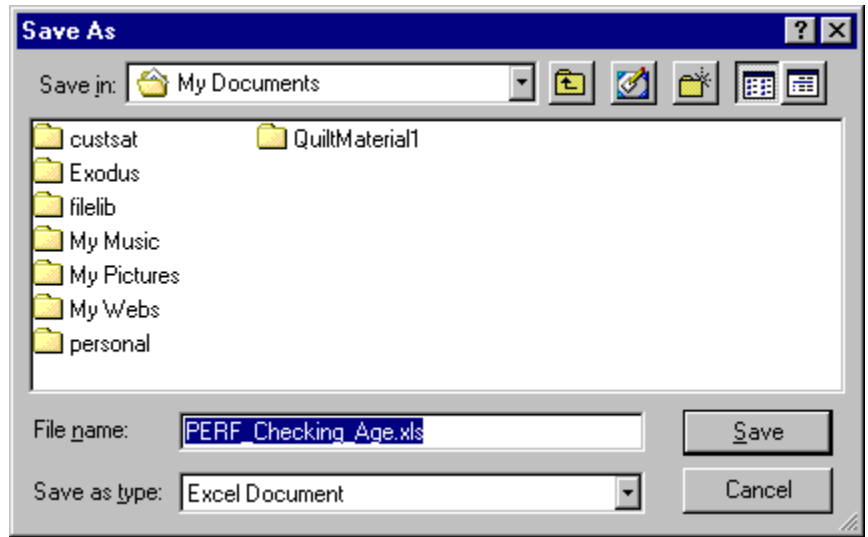 Save As
Save in: My Documents
custsat QuiltMaterial1
Exodus
filelib
My Music
My Pictures
My Webs
personal
File name: PERF_Checking_Age.xls Save
Save as type: Excel Document Cancel